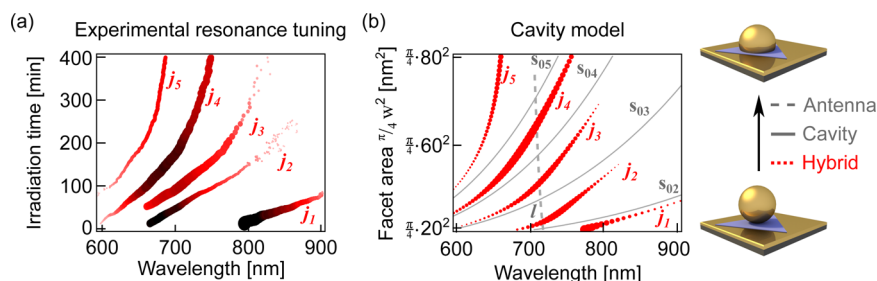 (a) Experimental resonance tuning
Irradiation time [min]
400
300
200
100
0
600 700 800 900
Wavelength [nm]
j₅
j₄
j₃
j₂
j₁
(b) Cavity model
Facet area π/4 w² [nm²]
π/4·80²
π/4·60²
π/4·20²
600 700 800 900
Wavelength [nm]
s₀₅
s₀₄
s₀₃
s₀₂
j₅
j₄
j₃
j₂
j₁
l
Antenna
Cavity
Hybrid